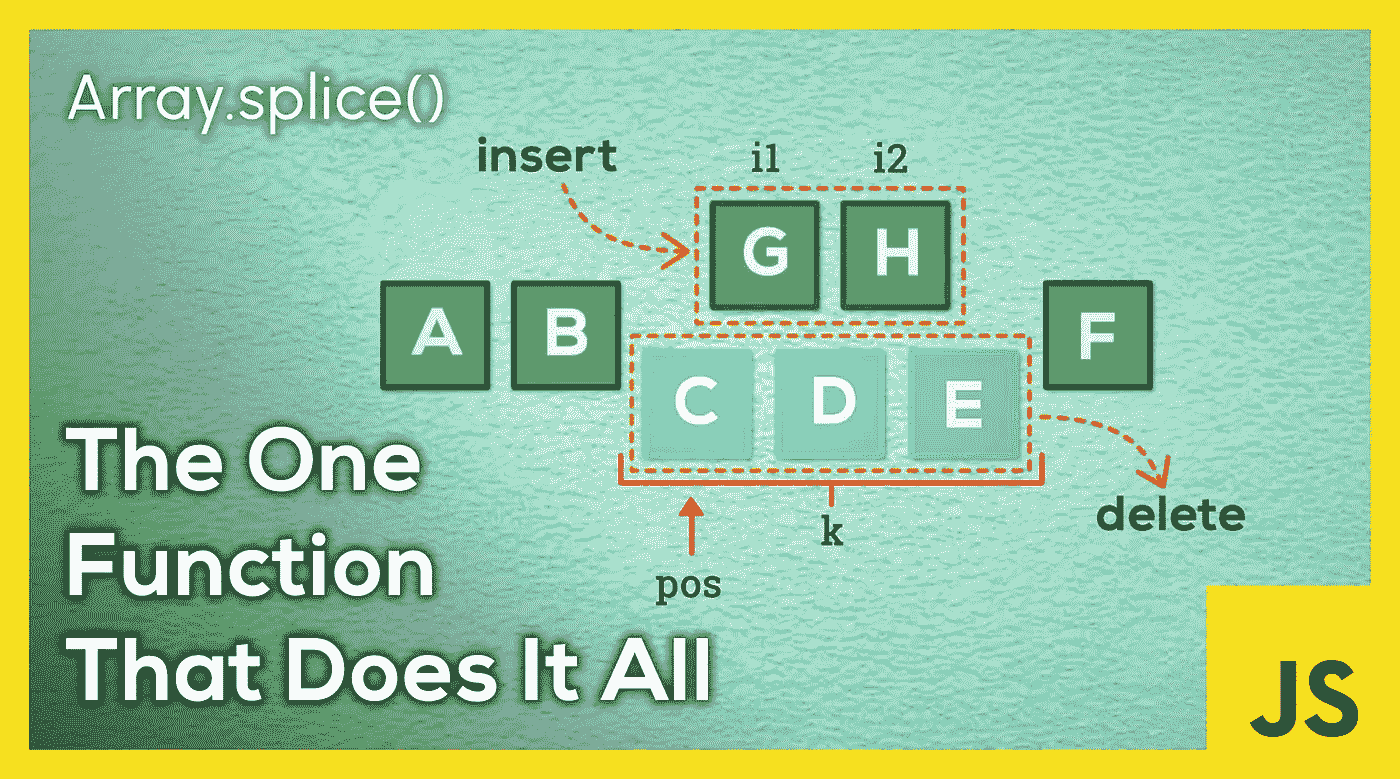 Array.splice()
insert
i1 i2
G H
A B F
C D E
k
delete
pos
The One
Function
That Does It All
JS